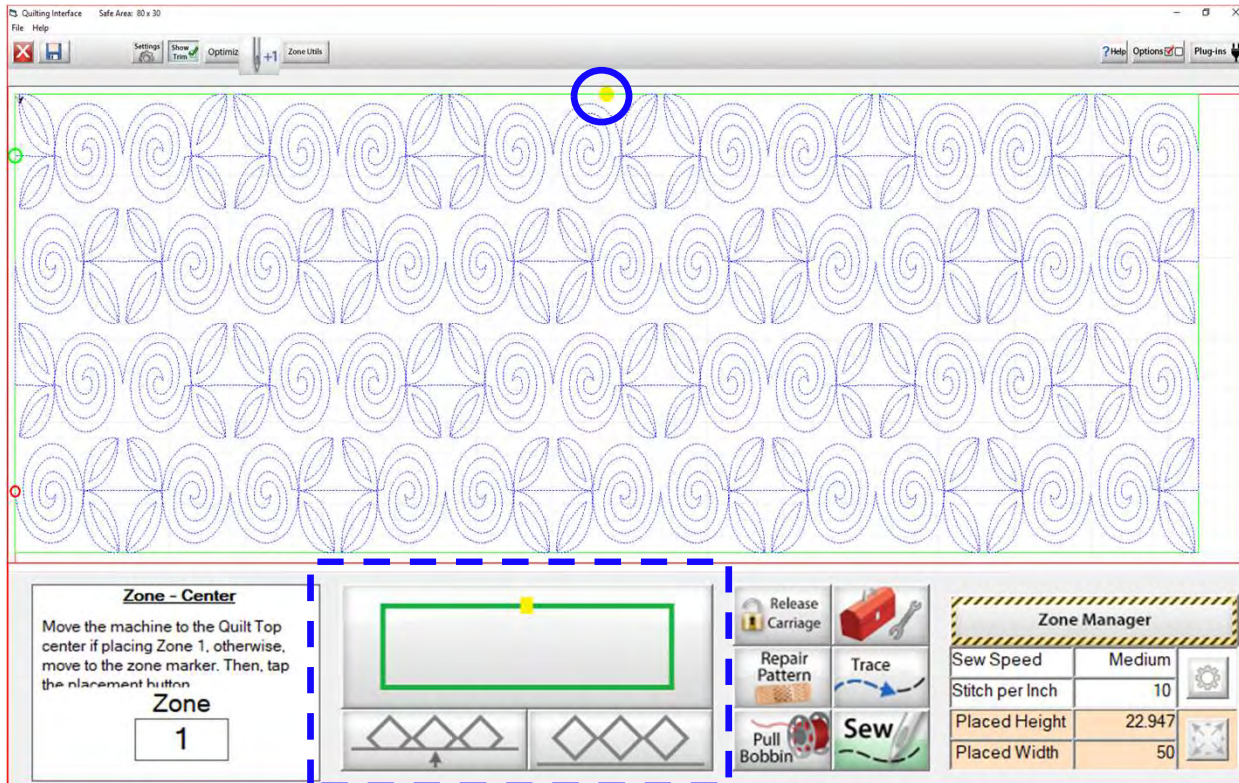 Quilting Interface Safe Area: 80 x 30
File Help
Settings
Show
Trim
Optimiz
+1
Zone Utils
?Help
Options
Plug-ins
Zone - Center
Move the machine to the Quilt Top
center if placing Zone 1, otherwise,
move to the zone marker. Then, tap
the placement button
Zone
1
Release
Carriage
Repair
Pattern
Trace
Pull
Bobbin
Sew
Zone Manager
Sew Speed Medium
Stitch per Inch 10
Placed Height 22.947
Placed Width 50